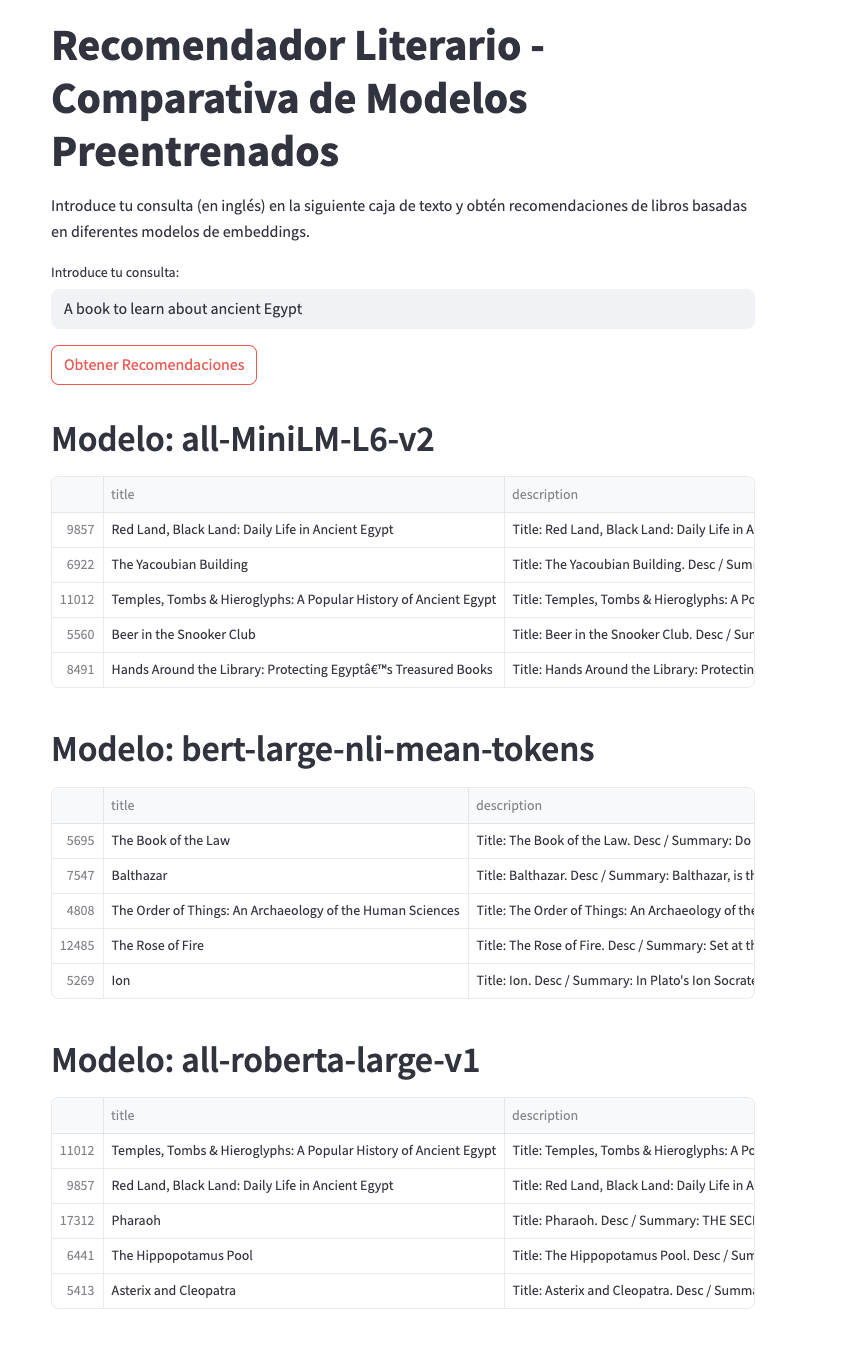 Recomendador Literario -
Comparativa de Modelos
Preentrenados
Introduce tu consulta (en inglés) en la siguiente caja de texto y obtén recomendaciones de libros basadas
en diferentes modelos de embeddings.
Introduce tu consulta:
A book to learn about ancient Egypt
Obtener Recomendaciones
Modelo: all-MiniLM-L6-v2
title description
9857 Red Land, Black Land: Daily Life in Ancient Egypt Title: Red Land, Black Land: Daily Life in A
6922 The Yacoubian Building Title: The Yacoubian Building. Desc / Sum
11012 Temples, Tombs & Hieroglyphs: A Popular History of Ancient Egypt Title: Temples, Tombs & Hieroglyphs: A Po
5560 Beer in the Snooker Club Title: Beer in the Snooker Club. Desc / Sum
8491 Hands Around the Library: Protecting Egyptâ€™s Treasured Books Title: Hands Around the Library: Protectin
Modelo: bert-large-nli-mean-tokens
title description
5695 The Book of the Law Title: The Book of the Law. Desc / Summary: Do
7547 Balthazar Title: Balthazar. Desc / Summary: Balthazar, is th
4808 The Order of Things: An Archaeology of the Human Sciences Title: The Order of Things: An Archaeology of the
12485 The Rose of Fire Title: The Rose of Fire. Desc / Summary: Set at th
5269 Ion Title: Ion. Desc / Summary: In Plato's Ion Socrate
Modelo: all-roberta-large-v1
title description
11012 Temples, Tombs & Hieroglyphs: A Popular History of Ancient Egypt Title: Temples, Tombs & Hieroglyphs: A Po
9857 Red Land, Black Land: Daily Life in Ancient Egypt Title: Red Land, Black Land: Daily Life in A
17312 Pharaoh Title: Pharaoh. Desc / Summary: THE SEC
6441 The Hippopotamus Pool Title: The Hippopotamus Pool. Desc / Sum
5413 Asterix and Cleopatra Title: Asterix and Cleopatra. Desc / Summa